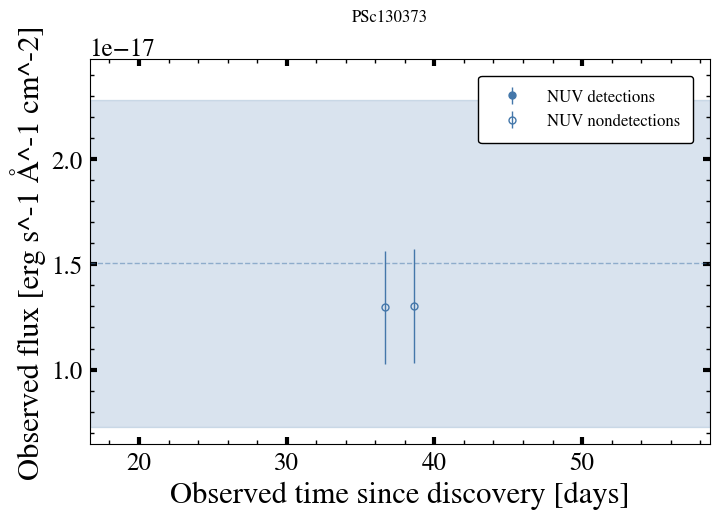 PSc130373
1e−17
Observed flux [erg s^-1 Å^-1 cm^-2]
2.0
1.5
1.0
NUV detections
NUV nondetections
20 30 40 50
Observed time since discovery [days]